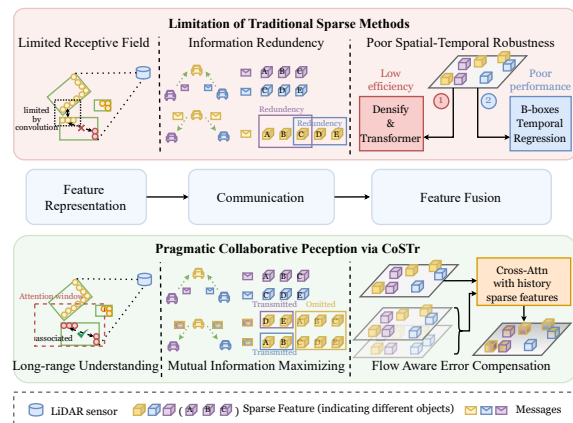 Limitation of Traditional Sparse Methods
Limited Receptive Field
Information Redundancy
Poor Spatial-Temporal Robustness
limited by
convolution
A B C
C D E
Redundancy
Redundancy
A B C D E
Low
efficiency
1
2
Poor
performance
Densify
&
Transformer
B-boxes
Temporal
Regression
Feature
Representation
Communication
Feature Fusion
Pragmatic Collaborative Peception via CoSTr
Attention window
associated
Long-range Understanding
A B C
C D E
Transmitted
Omitted
D E A B C
A B C D E
Transmitted
Mutual Information Maximizing
Cross-Attn
with history
sparse features
Flow Aware Error Compensation
LiDAR sensor
( A B C ) Sparse Feature (indicating different objects)
Messages